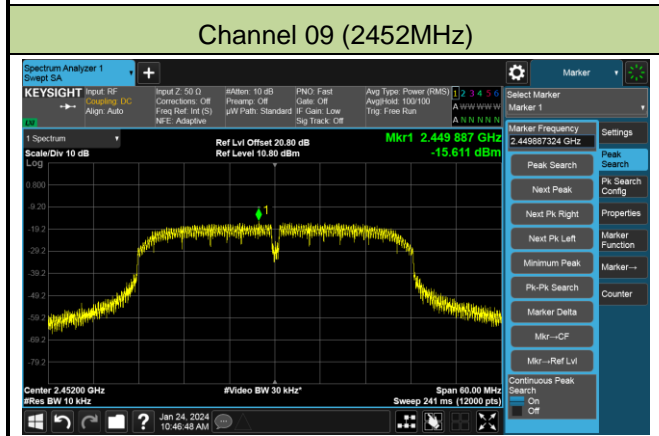 Channel 09 (2452MHz)
Spectrum Analyzer 1
Swept SA
Marker
KEYSIGHT
Input: RF
Coupling: DC
Align: Auto
Input Z: 50 Ω
Corrections: Off
Freq Ref: Int (S)
NFE: Adaptive
#Atten: 10 dB
Preamp: Off
µW Path: Standard
PNO: Fast
Gate: Off
IF Gain: Low
Sig Track: Off
Avg Type: Power (RMS)
Avg|Hold: 100/100
Trig: Free Run
1 2 3 4 5 6
A W W W W W
A N N N N N
Select Marker
Marker 1
1 Spectrum
Scale/Div 10 dB
Log
Ref Lvl Offset 20.80 dB
Ref Level 10.80 dBm
Mkr1 2.449 887 GHz
-15.611 dBm
0.800
-9.20
-19.2
-29.2
-39.2
-49.2
-59.2
-69.2
-79.2
1
Center 2.45200 GHz
#Res BW 10 kHz
#Video BW 30 kHz*
Span 60.00 MHz
Sweep 241 ms (12000 pts)
Marker Frequency
2.449887324 GHz
Peak Search
Next Peak
Next Pk Right
Next Pk Left
Minimum Peak
Pk-Pk Search
Marker Delta
Mkr→CF
Mkr→Ref Lvl
Continuous Peak
Search
On
Off
Settings
Peak
Search
Pk Search
Config
Properties
Marker
Function
Marker→
Counter
Jan 24, 2024
10:46:48 AM